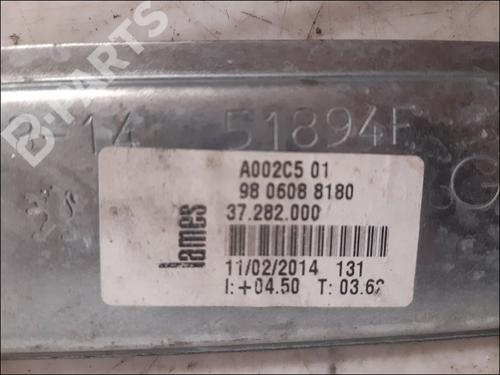 B-PARTS
-14 51894F
G
A002C5 01
98 0608 8180
37.282.000
lames
11/02/2014 131
I:+04.50 T: 03.62